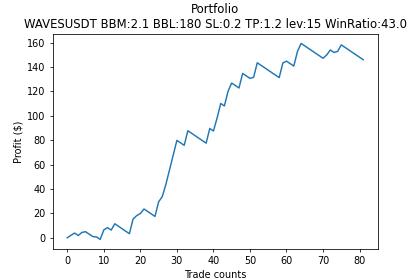 Portfolio
WAVESUSDT BBM:2.1 BBL:180 SL:0.2 TP:1.2 lev:15 WinRatio:43.0
160
140
120
100
80
60
40
20
0
Profit ($)
0 10 20 30 40 50 60 70 80
Trade counts